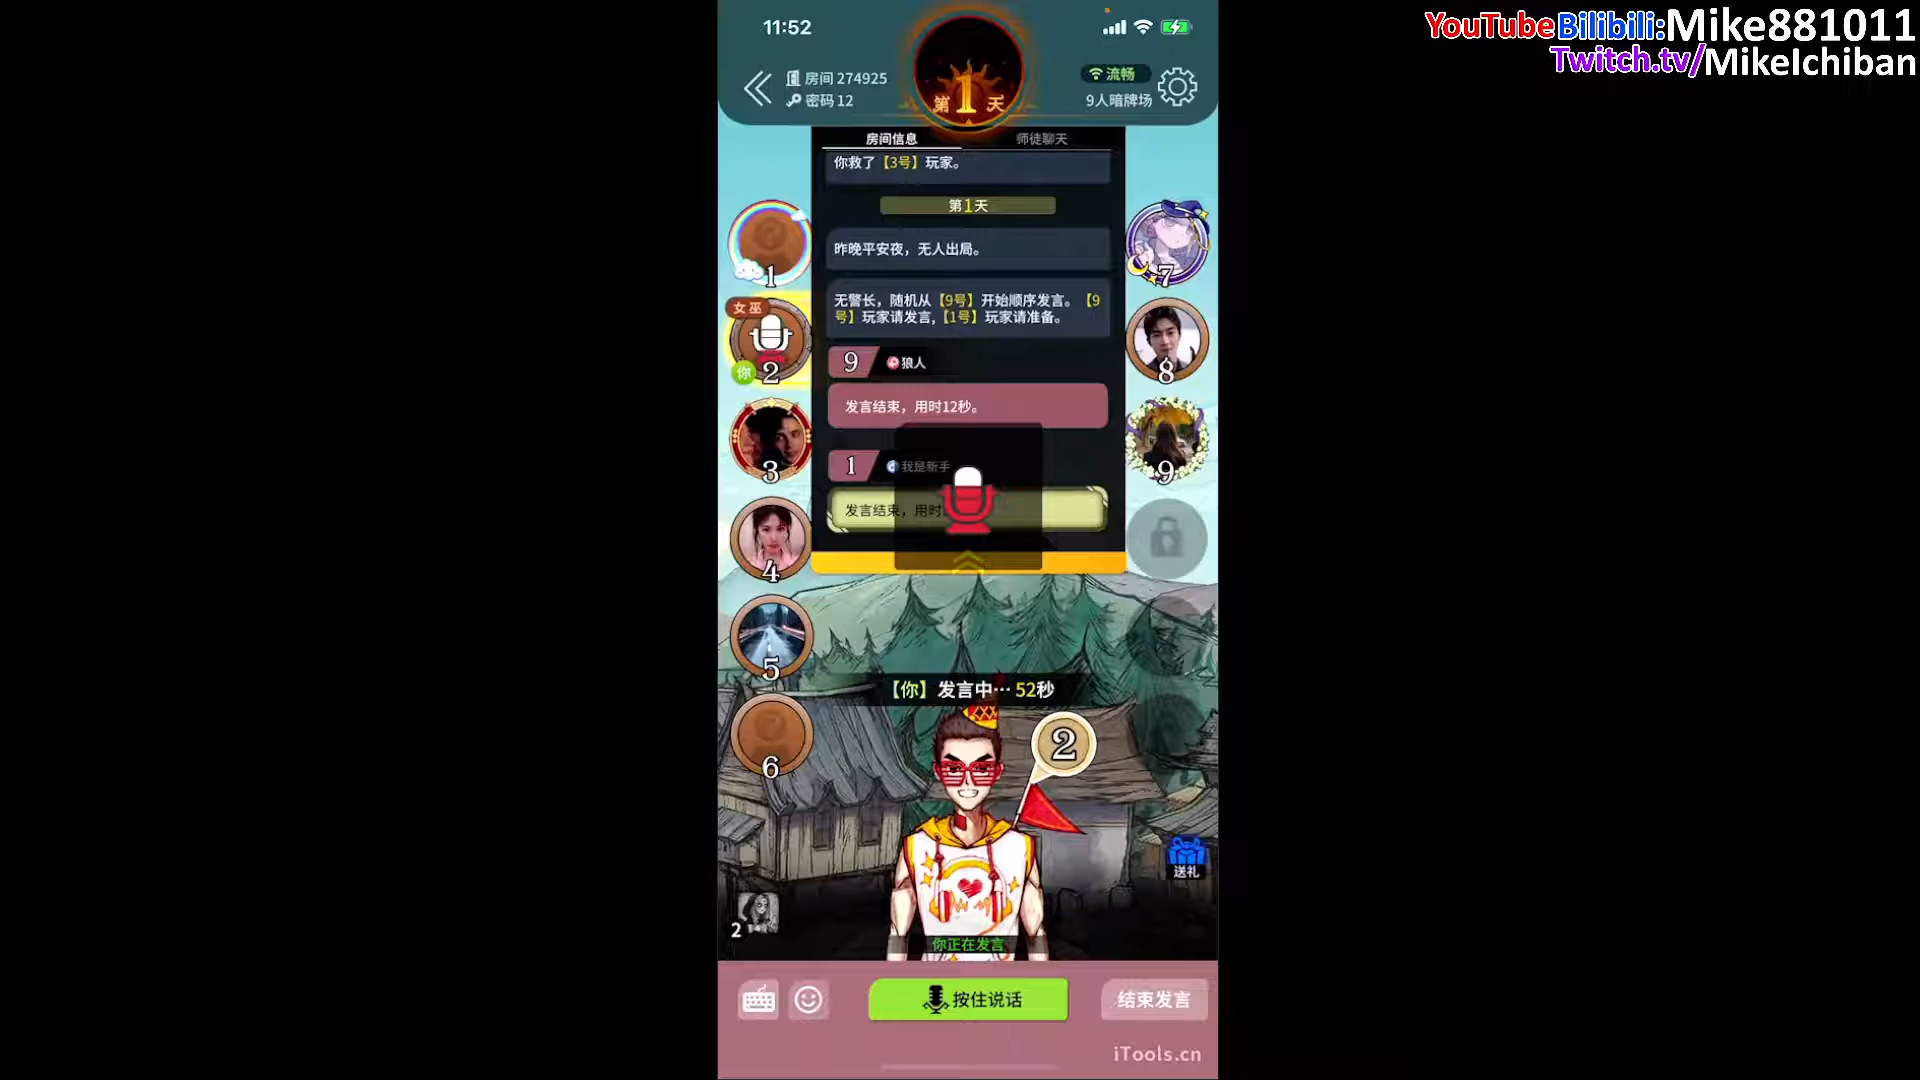 YouTube Bilibili:Mike881011
Twitch.tv/MikeIchiban
11:52
房间 274925
密码 12
第1天
流畅
9人暗牌场
房间信息
师徒聊天
你救了【3号】玩家。
第1天
昨晚平安夜，无人出局。
无警长，随机从【9号】开始顺序发言。【9
号】玩家请发言，【1号】玩家请准备。
9 狼人
发言结束，用时12秒。
1 我是新手
发言结束，用时
1
女巫
你 2
3
4
5
6
7
8
9
【你】发言中… 52秒
2
送礼
2
你正在发言
按住说话
结束发言
iTools.cn